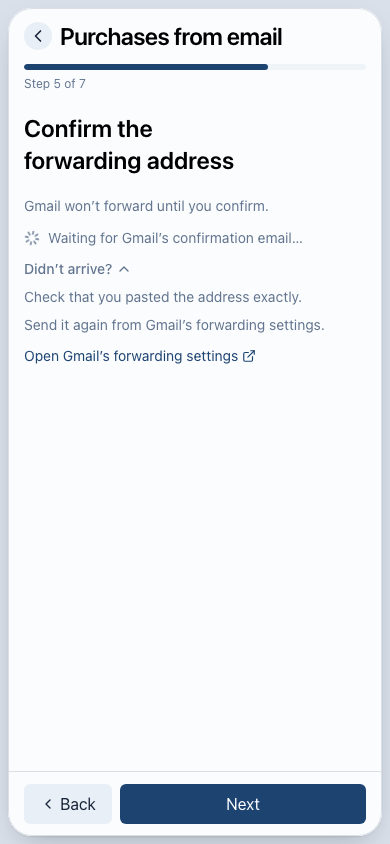 Purchases from email
Step 5 of 7
Confirm the
forwarding address
Gmail won’t forward until you confirm.
Waiting for Gmail’s confirmation email…
Didn’t arrive?
Check that you pasted the address exactly.
Send it again from Gmail’s forwarding settings.
Open Gmail’s forwarding settings
Back
Next